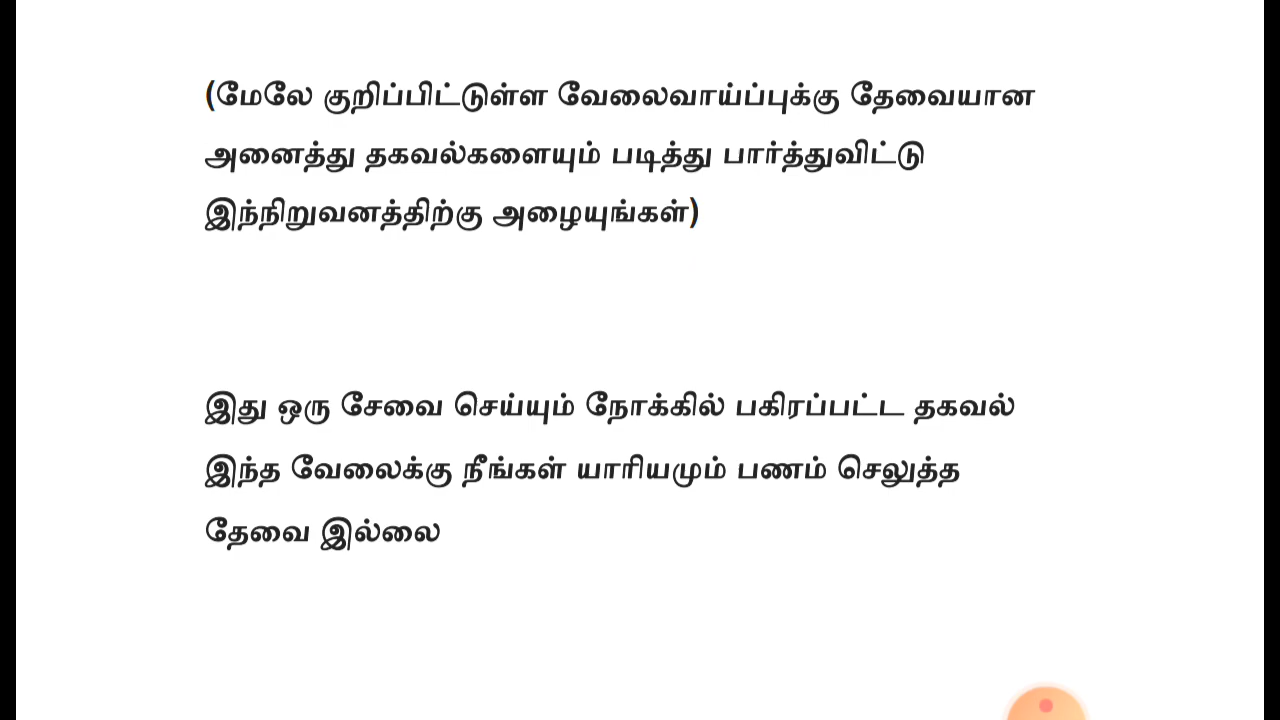 (மேலே குறிப்பிட்டுள்ள வேலைவாய்ப்புக்கு தேவையான
அனைத்து தகவல்களையும் படித்து பார்த்துவிட்டு
இந்நிறுவனத்திற்கு அழையுங்கள்)
இது ஒரு சேவை செய்யும் நோக்கில் பகிரப்பட்ட தகவல்
இந்த வேலைக்கு நீங்கள் யாரியமும் பணம் செலுத்த
தேவை இல்லை